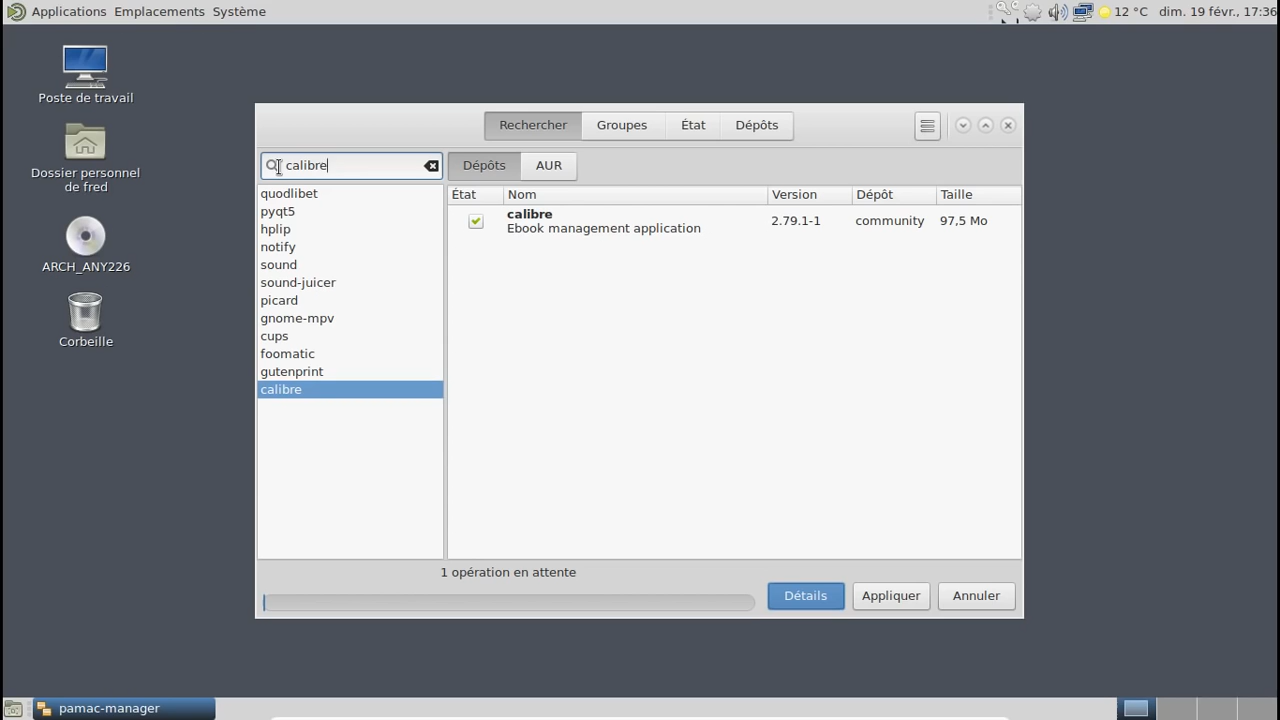 Applications Emplacements Système
12 °C dim. 19 févr., 17:36
Poste de travail
Dossier personnel
de fred
ARCH_ANY226
Corbeille
Rechercher Groupes État Dépôts
calibre
Dépôts AUR
quodlibet
pyqt5
hplip
notify
sound
sound-juicer
picard
gnome-mpv
cups
foomatic
gutenprint
calibre
État Nom Version Dépôt Taille
calibre 2.79.1-1 community 97,5 Mo
Ebook management application
1 opération en attente
Détails Appliquer Annuler
pamac-manager